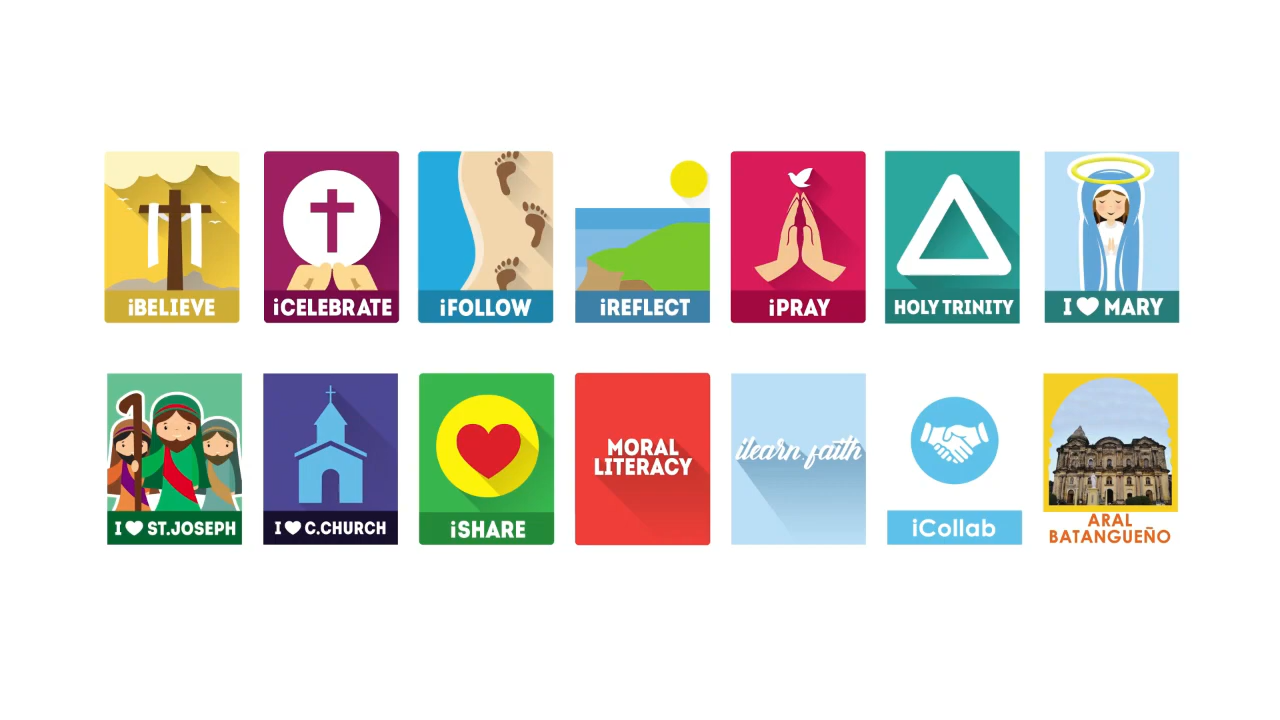 iBELIEVE
iCELEBRATE
iFOLLOW
iREFLECT
iPRAY
HOLY TRINITY
I ♥ MARY
I ♥ ST.JOSEPH
I ♥ C.CHURCH
iSHARE
MORAL
LITERACY
ilearn.faith
iCollab
ARAL
BATANGUEÑO